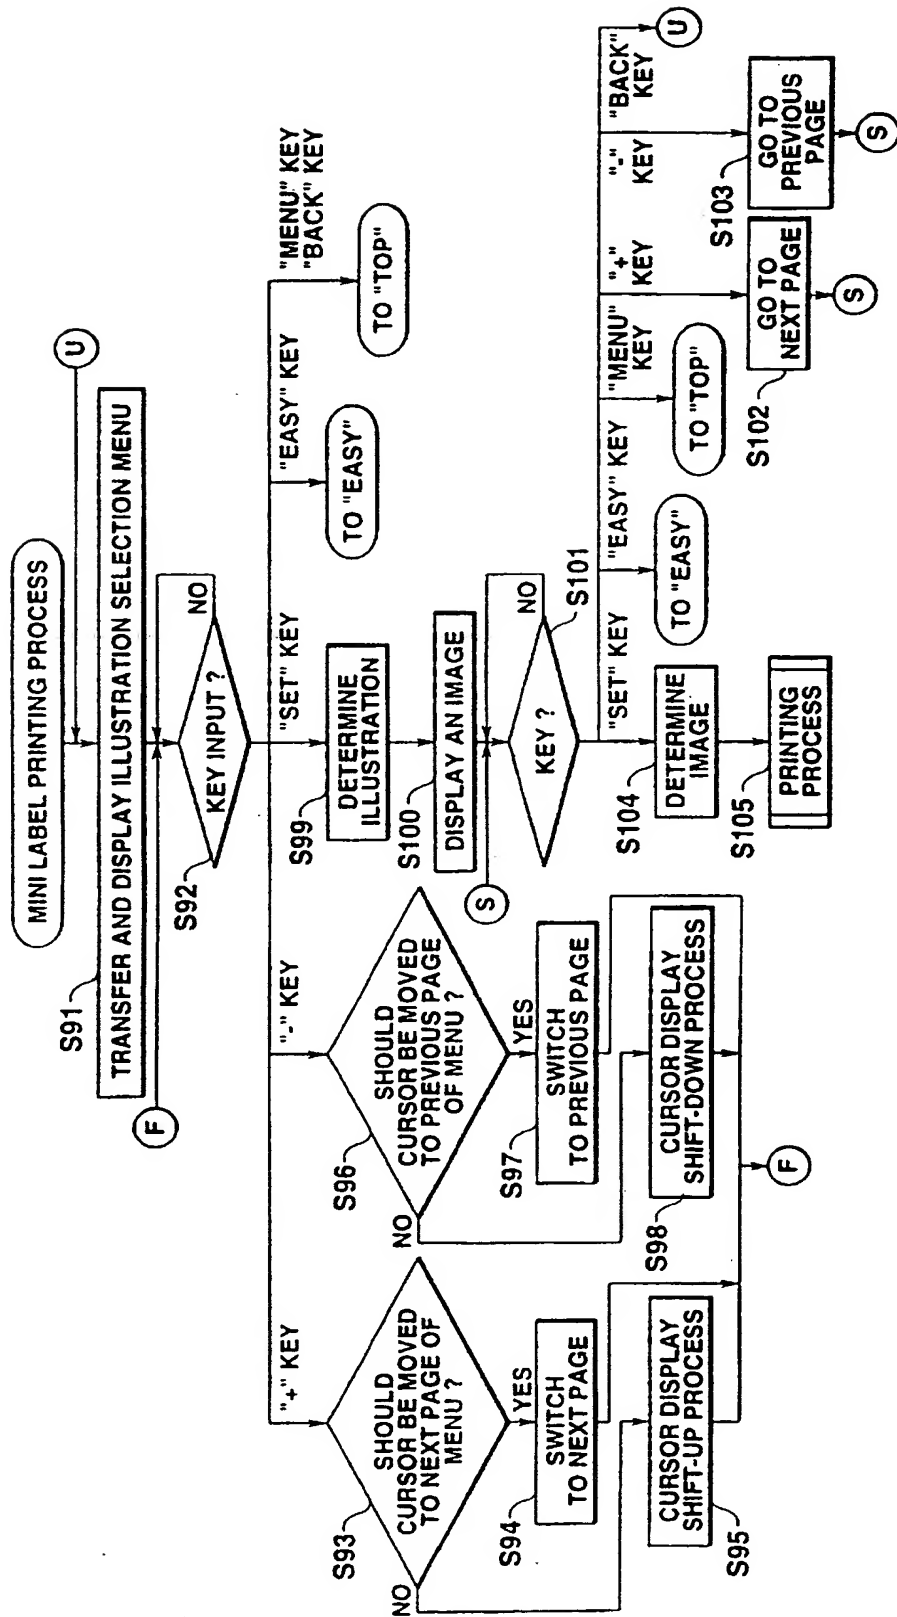 MINI LABEL PRINTING PROCESS
U
S91
TRANSFER AND DISPLAY ILLUSTRATION SELECTION MENU
F
NO
S92
KEY INPUT ?
"+" KEY
"-" KEY
"SET" KEY
"EASY" KEY
"MENU" KEY
"BACK" KEY
S93
SHOULD
CURSOR BE MOVED
TO NEXT PAGE OF
MENU ?
NO
YES
S94
SWITCH
TO NEXT PAGE
S95
CURSOR DISPLAY
SHIFT-UP PROCESS
S96
SHOULD
CURSOR BE MOVED
TO PREVIOUS PAGE
OF MENU ?
NO
YES
S97
SWITCH
TO PREVIOUS PAGE
S98
CURSOR DISPLAY
SHIFT-DOWN PROCESS
F
S99
DETERMINE
ILLUSTRATION
TO "EASY"
TO "TOP"
S100
DISPLAY AN IMAGE
S
NO
KEY ?
S101
"SET" KEY
"EASY" KEY
"MENU"
KEY
"+"
KEY
"-"
KEY
"BACK"
KEY
S104
DETERMINE
IMAGE
TO "EASY"
TO "TOP"
S102
GO TO
NEXT PAGE
S
S103
GO TO
PREVIOUS
PAGE
S
U
S105
PRINTING
PROCESS